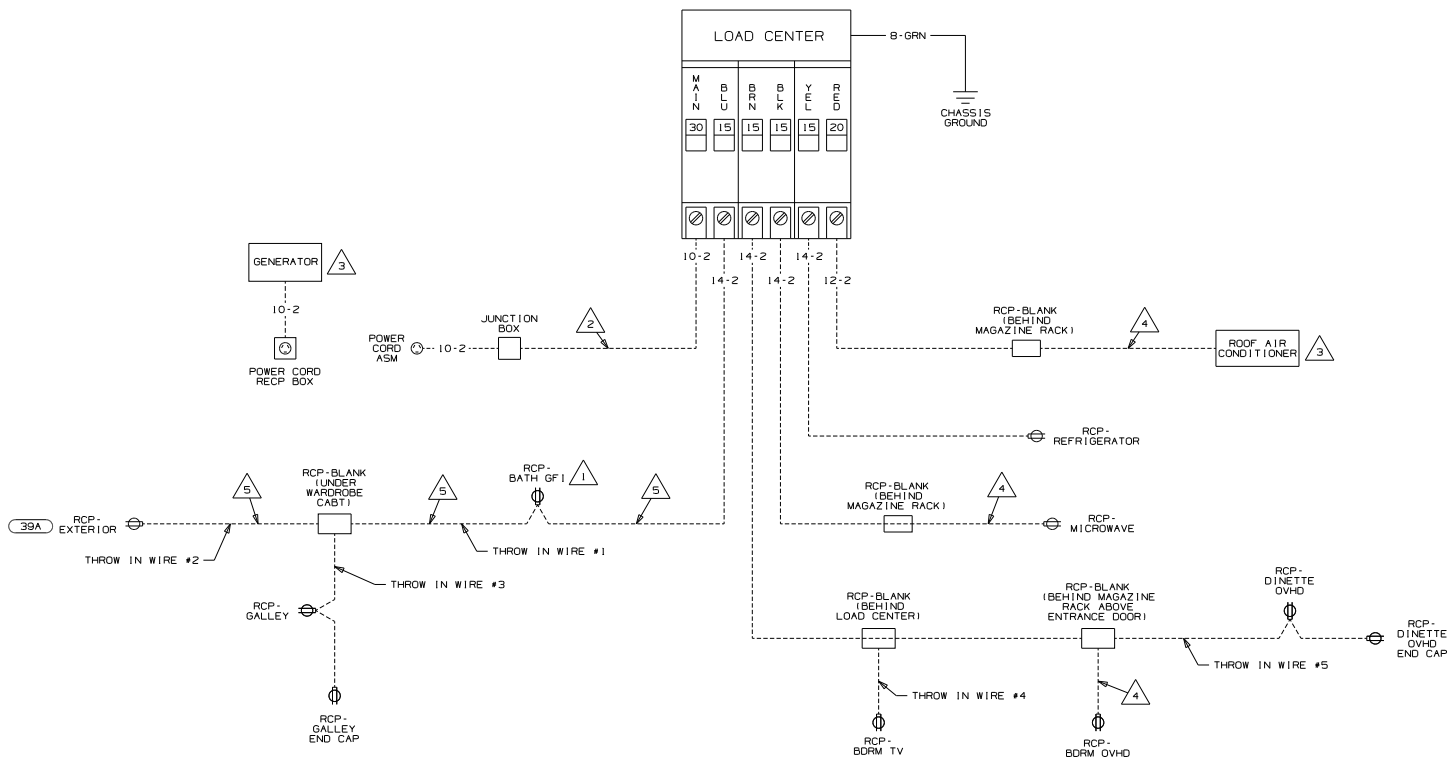 LOAD CENTER
8-GRN
CHASSIS
GROUND
MAIN
BLU
BRN
BLK
YEL
RED
30
15
15
15
15
20
10-2
14-2
14-2
14-2
14-2
12-2
GENERATOR
3
10-2
POWER CORD
RECP BOX
POWER
CORD
ASM
10-2
JUNCTION
BOX
2
RCP-BLANK
(BEHIND
MAGAZINE RACK)
4
ROOF AIR
CONDITIONER
3
RCP-
REFRIGERATOR
39A
RCP-
EXTERIOR
5
THROW IN WIRE #2
RCP-BLANK
(UNDER
WARDROBE
CABT)
5
THROW IN WIRE #1
RCP-
BATH GFI
1
5
THROW IN WIRE #3
RCP-
GALLEY
RCP-
GALLEY
END CAP
RCP-BLANK
(BEHIND
MAGAZINE RACK)
4
RCP-
MICROWAVE
RCP-BLANK
(BEHIND
LOAD CENTER)
THROW IN WIRE #4
RCP-
BDRM TV
RCP-BLANK
(BEHIND MAGAZINE
RACK ABOVE
ENTRANCE DOOR)
4
RCP-
BDRM OVHD
THROW IN WIRE #5
RCP-
DINETTE
OVHD
RCP-
DINETTE
OVHD
END CAP